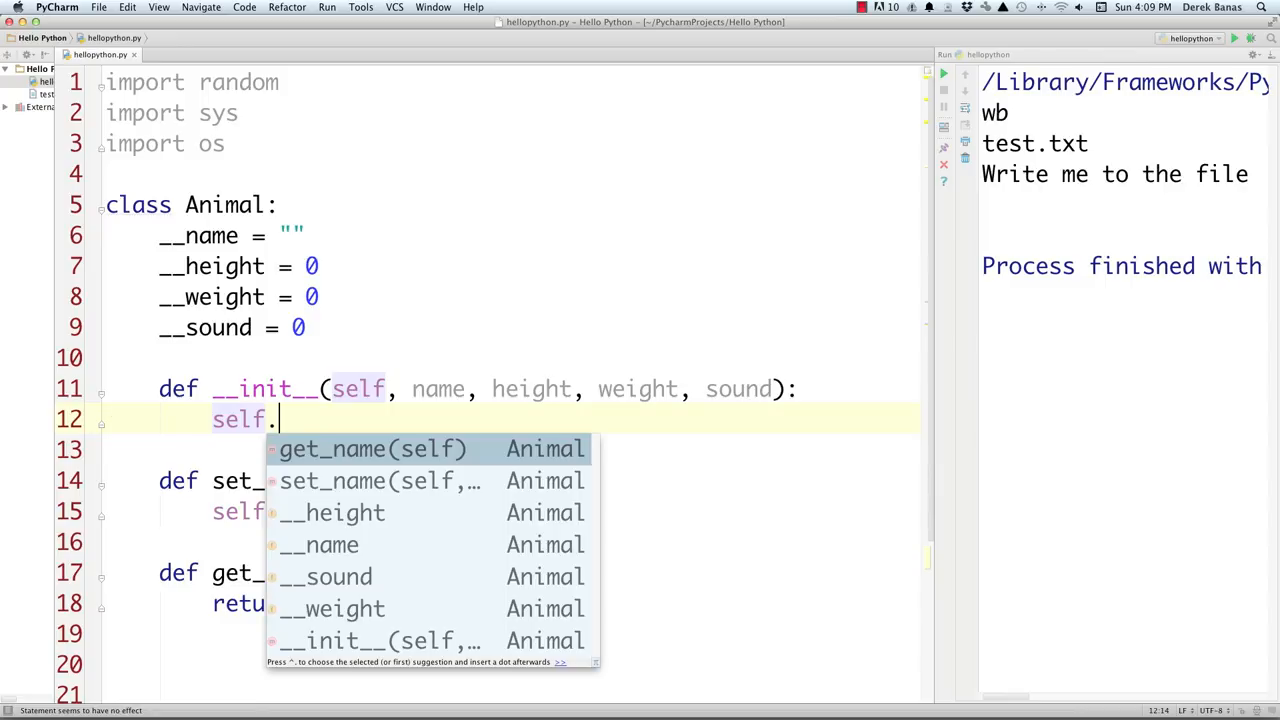 PyCharm File Edit View Navigate Code Refactor Run Tools VCS Window Help 10 Sun 4:09 PM Derek Banas
hellopython.py – Hello Python – [~/PycharmProjects/Hello Python]
Hello Python hellopython.py hellopython
hellopython.py Run hellopython
Hello P
hell
test
Extern
1 import random
2 import sys
3 import os
4
5 class Animal:
6 __name = ""
7 __height = 0
8 __weight = 0
9 __sound = 0
10
11 def __init__(self, name, height, weight, sound):
12 self.
13
14 def set_
15 self
16
17 def get_
18 retu
19
20
21
get_name(self) Animal
set_name(self,… Animal
__height Animal
__name Animal
__sound Animal
__weight Animal
__init__(self,… Animal
Press ^. to choose the selected (or first) suggestion and insert a dot afterwards >> π
/Library/Frameworks/Py
wb
test.txt
Write me to the file
Process finished with
Statement seems to have no effect 12:14 LF UTF-8